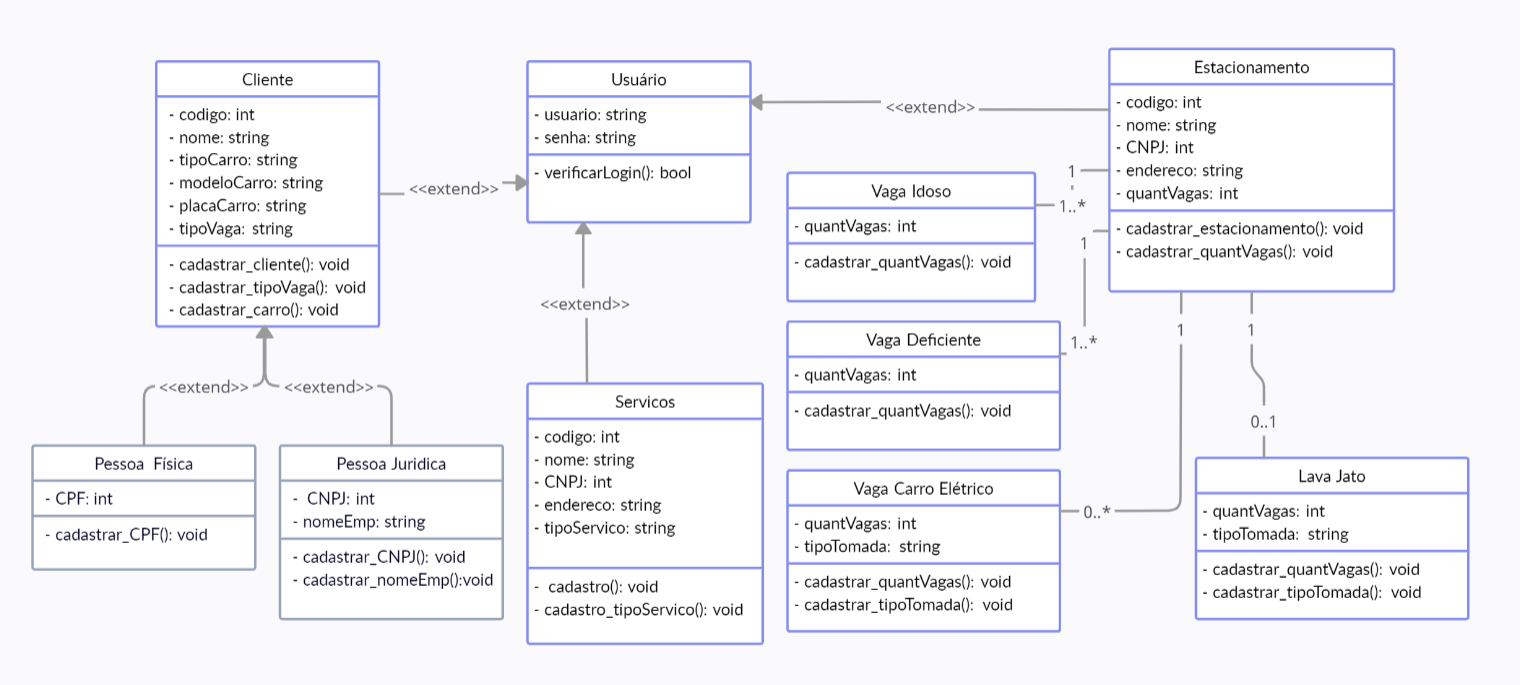 Cliente
- codigo: int
- nome: string
- tipoCarro: string
- modeloCarro: string
- placaCarro: string
- tipoVaga: string
- cadastrar_cliente(): void
- cadastrar_tipoVaga(): void
- cadastrar_carro(): void
<<extend>>
Usuário
- usuario: string
- senha: string
- verificarLogin(): bool
<<extend>>
Estacionamento
- codigo: int
- nome: string
- CNPJ: int
- endereco: string
- quantVagas: int
- cadastrar_estacionamento(): void
- cadastrar_quantVagas(): void
1
1..*
1
1..*
Vaga Idoso
- quantVagas: int
- cadastrar_quantVagas(): void
<<extend>>
Vaga Deficiente
- quantVagas: int
- cadastrar_quantVagas(): void
1
1
0..1
<<extend>>
<<extend>>
Pessoa Física
- CPF: int
- cadastrar_CPF(): void
Pessoa Juridica
- CNPJ: int
- nomeEmp: string
- cadastrar_CNPJ(): void
- cadastrar_nomeEmp():void
Servicos
- codigo: int
- nome: string
- CNPJ: int
- endereco: string
- tipoServico: string
- cadastro(): void
- cadastro_tipoServico(): void
Vaga Carro Elétrico
- quantVagas: int
- tipoTomada: string
- cadastrar_quantVagas(): void
- cadastrar_tipoTomada(): void
0..*
Lava Jato
- quantVagas: int
- tipoTomada: string
- cadastrar_quantVagas(): void
- cadastrar_tipoTomada(): void